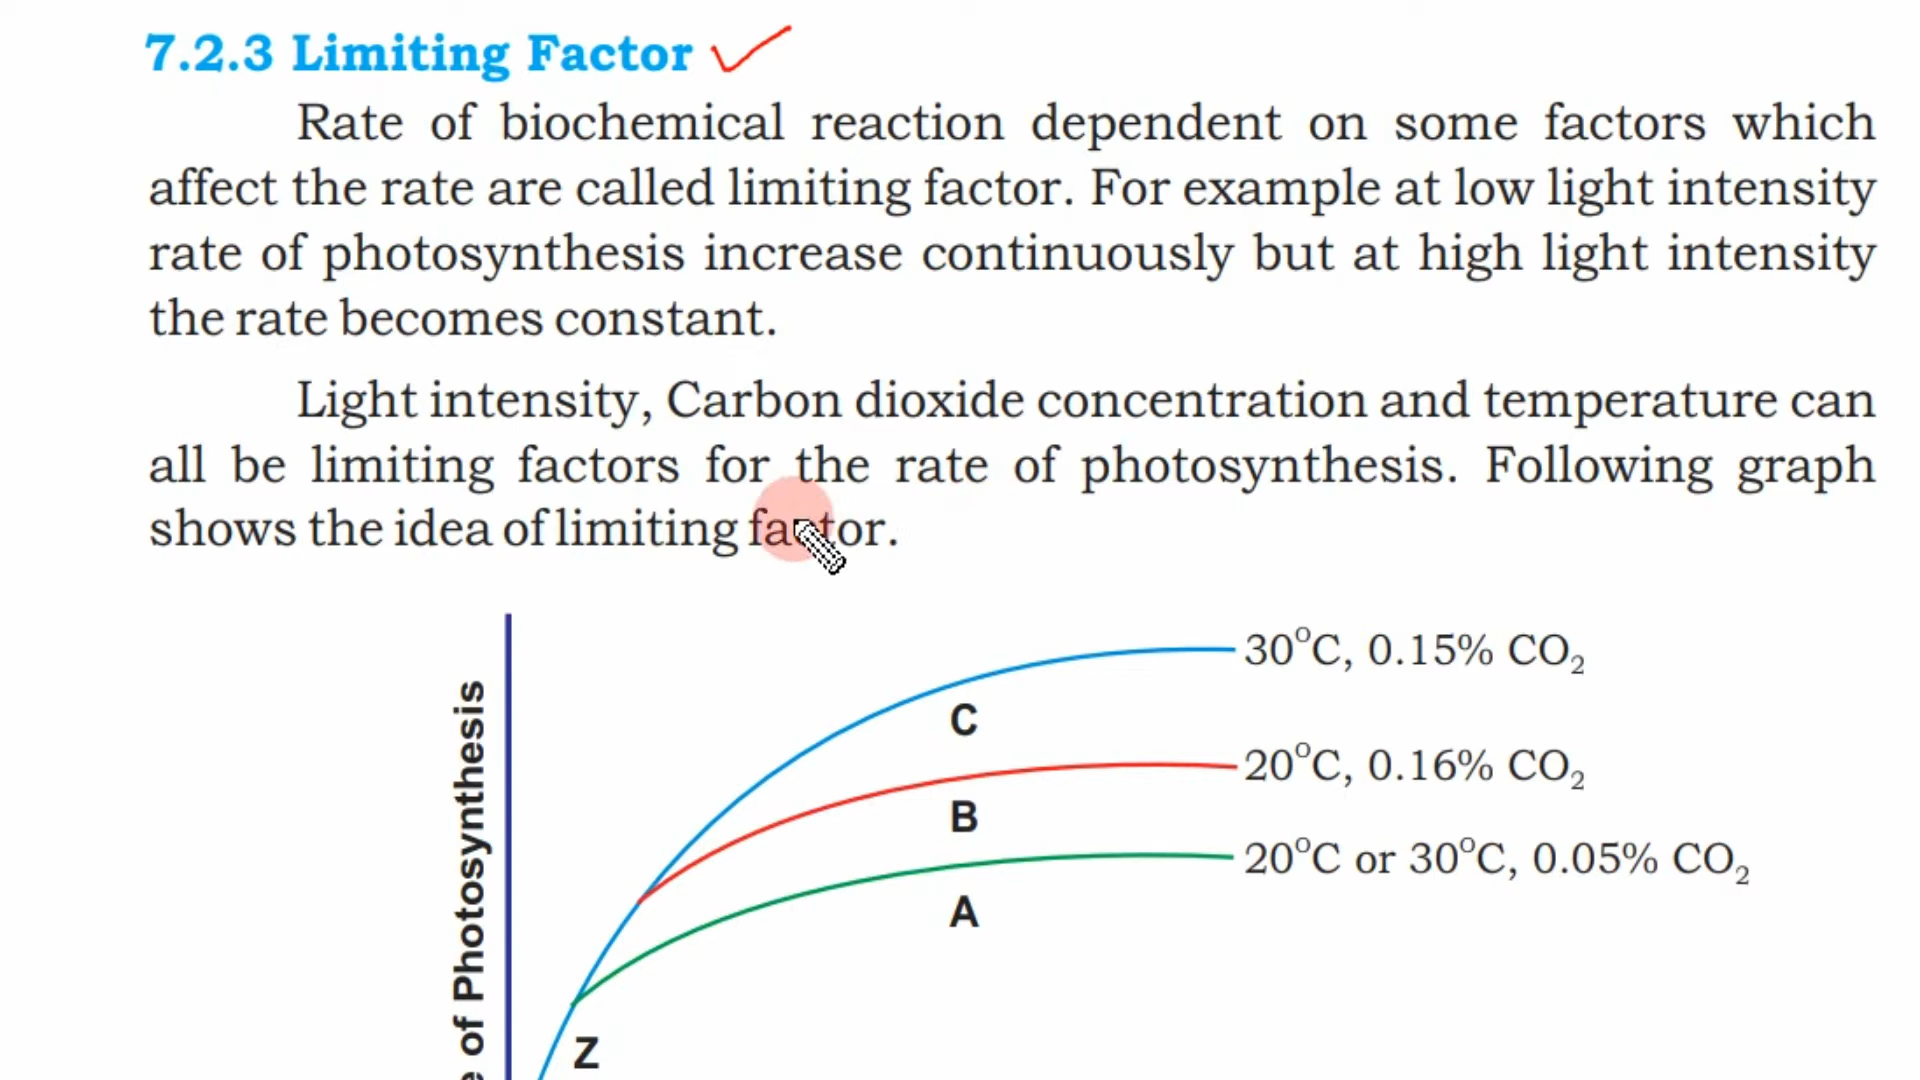 7.2.3 Limiting Factor
Rate of biochemical reaction dependent on some factors which
affect the rate are called limiting factor. For example at low light intensity
rate of photosynthesis increase continuously but at high light intensity
the rate becomes constant.
Light intensity, Carbon dioxide concentration and temperature can
all be limiting factors for the rate of photosynthesis. Following graph
shows the idea of limiting factor.
30°C, 0.15% CO₂
C
20°C, 0.16% CO₂
B
20°C or 30°C, 0.05% CO₂
A
Z
e of Photosynthesis